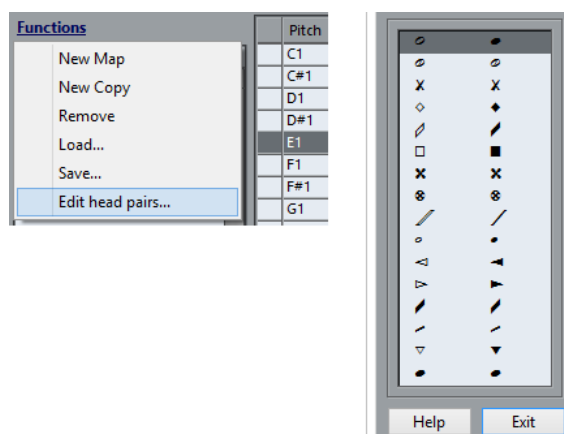 Functions
New Map
New Copy
Remove
Load...
Save...
Edit head pairs...
Pitch
C1
C#1
D1
D#1
E1
F1
F#1
G1
Help
Exit